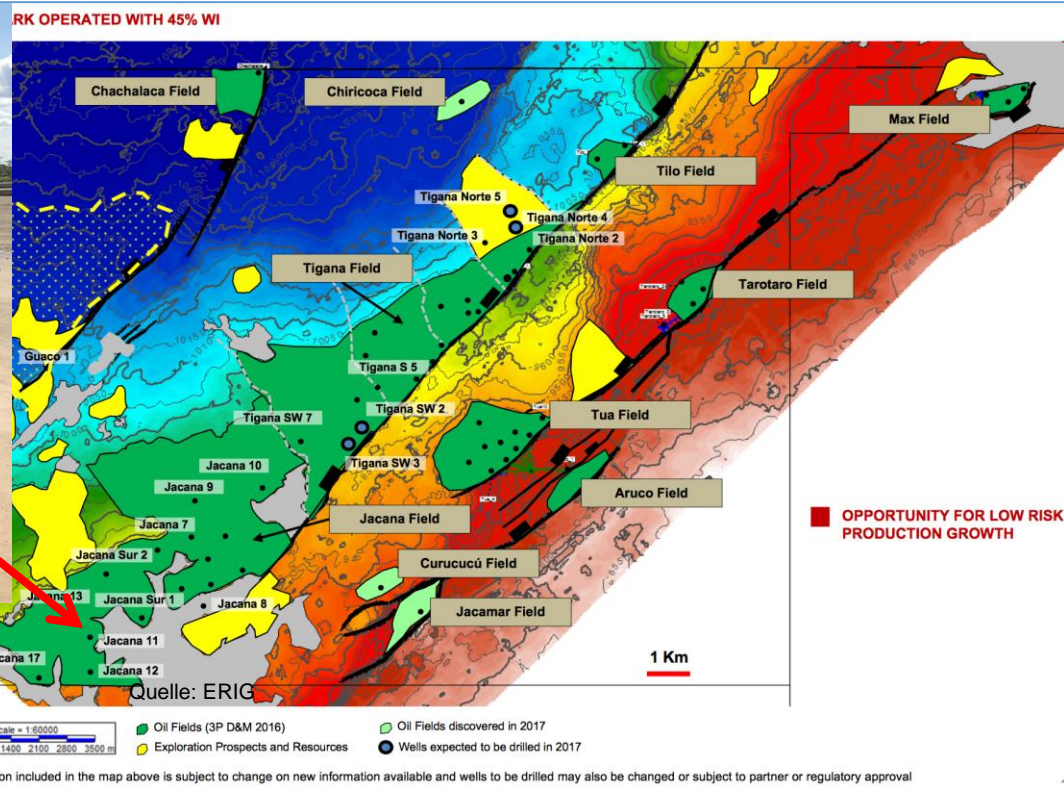 ARK OPERATED WITH 45% WI
Chachalaca Field
Chiricoca Field
Max Field
Tilo Field
Tigana Norte 5
Tigana Norte 4
Tigana Norte 3
Tigana Norte 2
Tigana Field
Tarotaro Field
Guaco 1
Tigana S 5
Tigana SW 2
Tigana SW 7
Tua Field
Tigana SW 3
Jacana 10
Jacana 9
Aruco Field
Jacana Field
OPPORTUNITY FOR LOW RISK
PRODUCTION GROWTH
Jacana 7
Jacana Sur 2
Curucucú Field
Jacana 13
Jacana Sur 1
Jacana 8
Jacamar Field
Jacana 11
1 Km
cana 17
Jacana 12
Quelle: ERIG
cale = 1:60000
1400 2100 2800 3500 m
Oil Fields (3P D&M 2016)
Oil Fields discovered in 2017
Exploration Prospects and Resources
Wells expected to be drilled in 2017
on included in the map above is subject to change on new information available and wells to be drilled may also be changed or subject to partner or regulatory approval